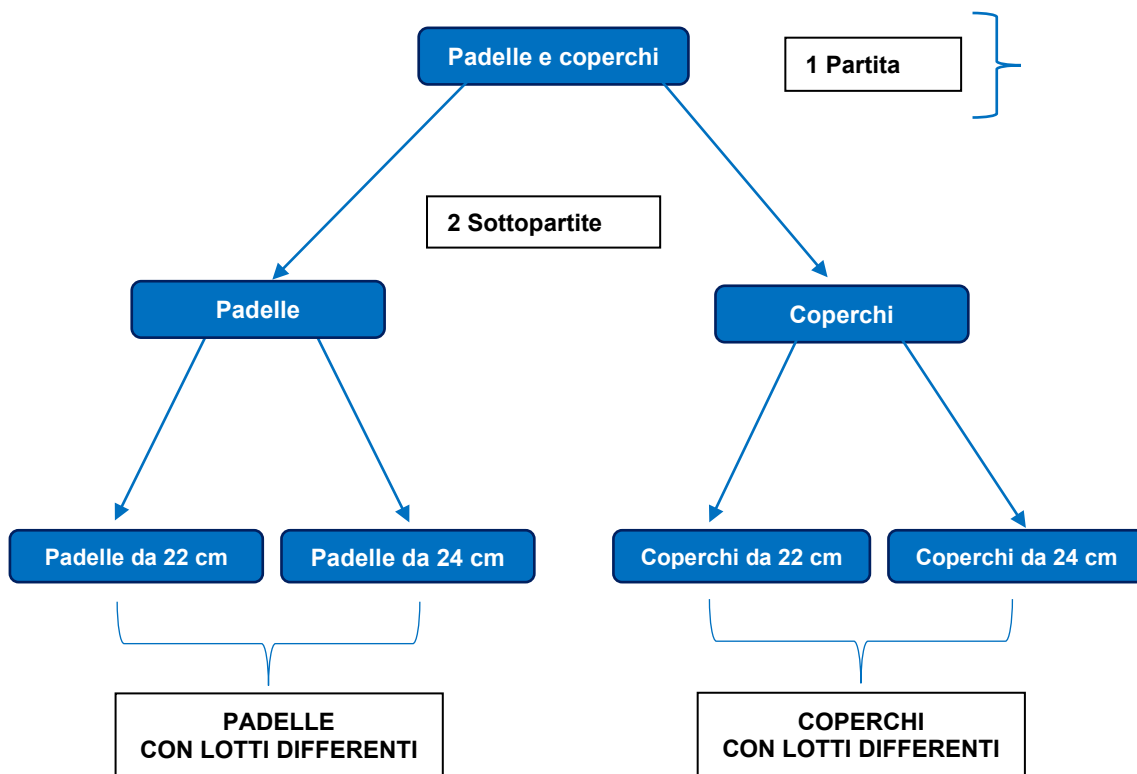 Padelle e coperchi
1 Partita
2 Sottopartite
Padelle
Coperchi
Padelle da 22 cm
Padelle da 24 cm
Coperchi da 22 cm
Coperchi da 24 cm
PADELLE
CON LOTTI DIFFERENTI
COPERCHI
CON LOTTI DIFFERENTI